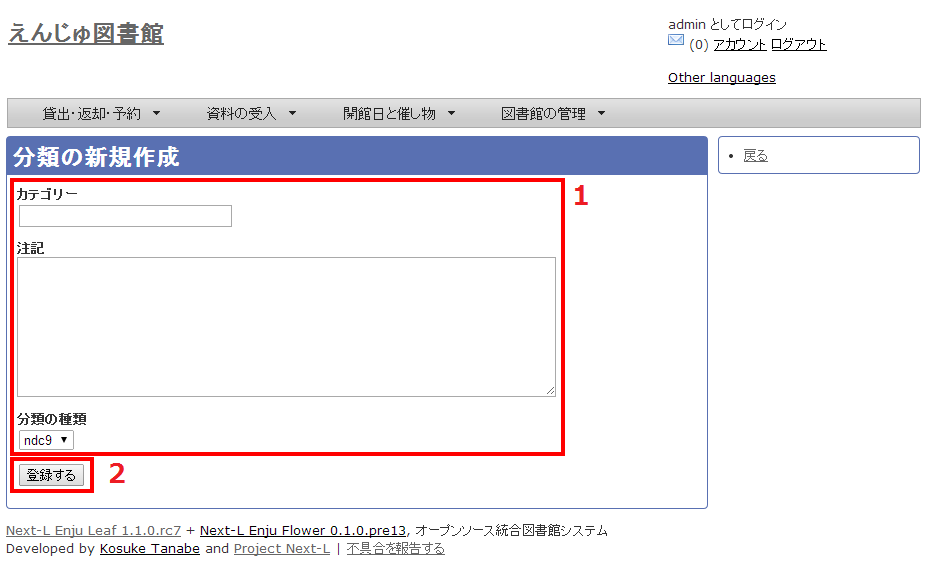 えんじゅ図書館
admin としてログイン
(0) アカウント ログアウト
Other languages
貸出・返却・予約 ▼ 資料の受入 ▼ 開館日と催し物 ▼ 図書館の管理 ▼
分類の新規作成
• 戻る
カテゴリー
1
注記
分類の種類
ndc9 ▼
登録する
2
Next-L Enju Leaf 1.1.0.rc7 + Next-L Enju Flower 0.1.0.pre13, オープンソース統合図書館システム
Developed by Kosuke Tanabe and Project Next-L | 不具合を報告する